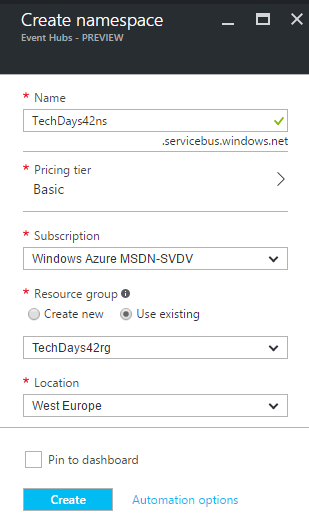 Create namespace
Event Hubs - PREVIEW
* Name
TechDays42ns
.servicebus.windows.net
* Pricing tier
Basic
* Subscription
Windows Azure MSDN-SVDV
* Resource group
Create new Use existing
TechDays42rg
* Location
West Europe
Pin to dashboard
Create Automation options